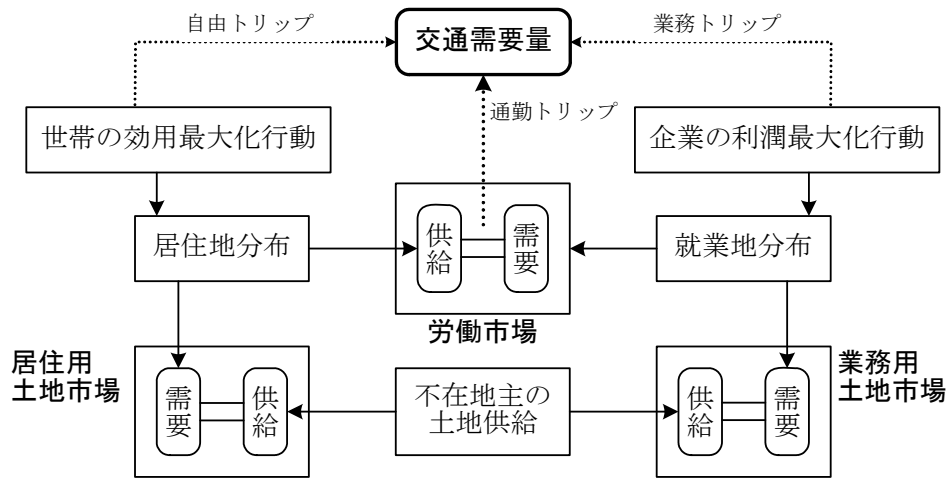 自由トリップ
交通需要量
業務トリップ
通勤トリップ
世帯の効用最大化行動
企業の利潤最大化行動
居住地分布
供給
需要
就業地分布
労働市場
居住用
土地市場
需要
供給
不在地主の
土地供給
供給
需要
業務用
土地市場